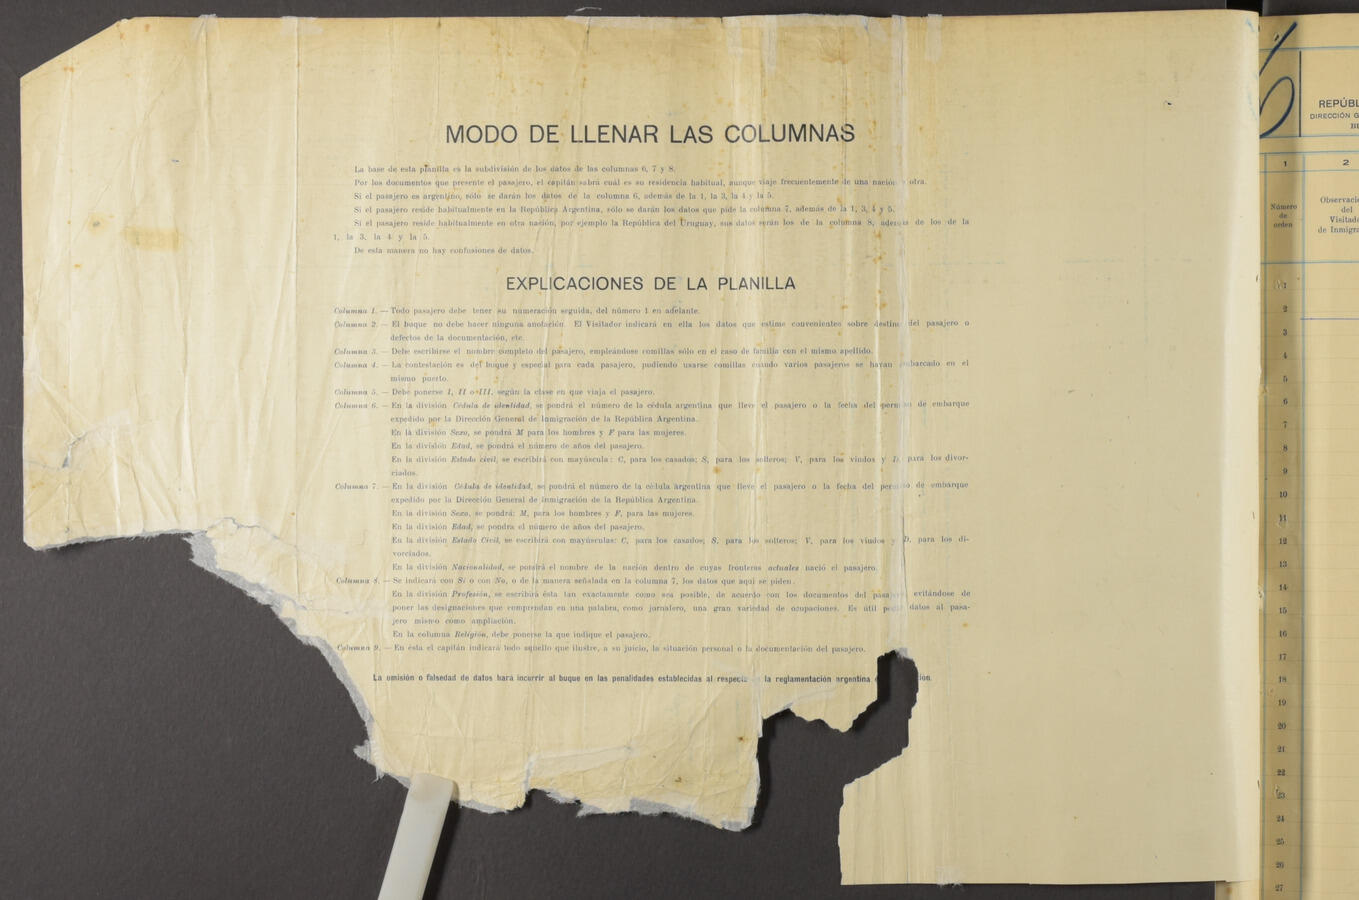 MODO DE LLENAR LAS COLUMNAS
La base de esta planilla es la subdivisión de los datos de las columnas 6, 7 y 8.
Por los documentos que presente el pasajero, el capitán sabrá cuál es su residencia habitual, aunque viaje frecuentemente de una nación otra.
Si el pasajero es argentino, sólo se darán los datos de la columna 6, además de la 1, la 3, la 4 y la 5.
Si el pasajero reside habitualmente en la República Argentina, sólo se darán los datos que pide la columna 7, además de la 1, 3, 4 y 5.
Si el pasajero reside habitualmente en otra nación, por ejemplo la República del Uruguay, sus datos serán los de la columna 8, además de los de la
1, la 3, la 4 y la 5.
De esta manera no hay confusiones de datos.
EXPLICACIONES DE LA PLANILLA
Columna 1. — Todo pasajero debe tener su numeración seguida, del número 1 en adelante.
Columna 2. — El buque no debe hacer ninguna anotación. El Visitador indicará en ella los datos que estime convenientes sobre destino del pasajero o
defectos de la documentación, etc.
Columna 3. — Debe escribirse el nombre completo del pasajero, empleándose comillas sólo en el caso de familia con el mismo apellido.
Columna 4. — La contestación es del buque y especial para cada pasajero, pudiendo usarse comillas cuando varios pasajeros se hayan embarcado en el
mismo puerto.
Columna 5. — Debe ponerse I, II o III, según la clase en que viaja el pasajero.
Columna 6. — En la división Cédula de identidad, se pondrá el número de la cédula argentina que lleve el pasajero o la fecha del permiso de embarque
expedido por la Dirección General de Inmigración de la República Argentina.
En la división Sexo, se pondrá M para los hombres y F para las mujeres.
En la división Edad, se pondrá el número de años del pasajero.
En la división Estado civil, se escribirá con mayúscula: C, para los casados; S, para los solteros; V, para los viudos y D, para los divor-
ciados.
Columna 7. — En la división Cédula de identidad, se pondrá el número de la cédula argentina que lleve el pasajero o la fecha del permiso de embarque
expedido por la Dirección General de Inmigración de la República Argentina.
En la división Sexo, se pondrá: M, para los hombres y F, para las mujeres.
En la división Edad, se pondra el número de años del pasajero.
En la división Estado Civil, se escribirá con mayúsculas: C, para los casados; S, para los solteros; V, para los viudos y D, para los di-
vorciados.
En la división Nacionalidad, se pondrá el nombre de la nación dentro de cuyas fronteras actuales nació el pasajero.
Columna 8. — Se indicará con Sí o con No, o de la manera señalada en la columna 7, los datos que aquí se piden.
En la división Profesión, se escribirá ésta tan exactamente como sea posible, de acuerdo con los documentos del pasajero, evitándose de
poner las designaciones que comprendan en una palabra, como jornalero, una gran variedad de ocupaciones. Es útil pedir datos al pasa-
jero mismo como ampliación.
En la columna Religión, debe ponerse la que indique el pasajero.
Columna 9. — En ésta el capitán indicará todo aquello que ilustre, a su juicio, la situación personal o la documentación del pasajero.
La omisión o falsedad de datos hará incurrir al buque en las penalidades establecidas al respecto la reglamentación argentina
6
REPÚBL
DIRECCIÓN G
1
2
Número
de
orden
Observacio
del
Visitado
de Inmigra
1
2
3
4
5
6
7
8
9
10
11
12
13
14
15
16
17
18
19
20
21
22
23
24
25
26
27